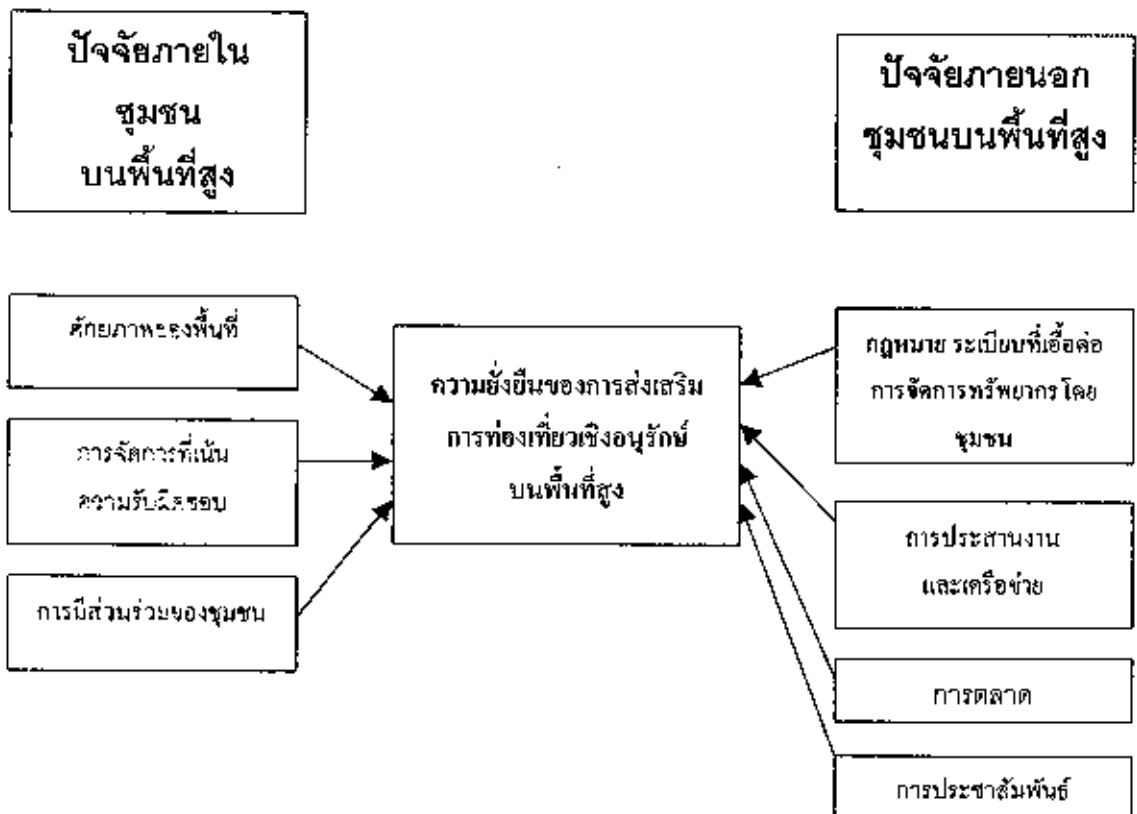 ปัจจัยภายใน
ชุมชน
บนพื้นที่สูง
ปัจจัยภายนอก
ชุมชนบนพื้นที่สูง
ศักยภาพของพื้นที่
การจัดการที่เน้น
ความรับผิดชอบ
การมีส่วนร่วมของชุมชน
ความยั่งยืนของการส่งเสริม
การท่องเที่ยวเชิงอนุรักษ์
บนพื้นที่สูง
กฎหมาย ระเบียบที่เอื้อต่อ
การจัดการทรัพยากร โดย
ชุมชน
การประสานงาน
และเครือข่าย
การตลาด
การประชาสัมพันธ์